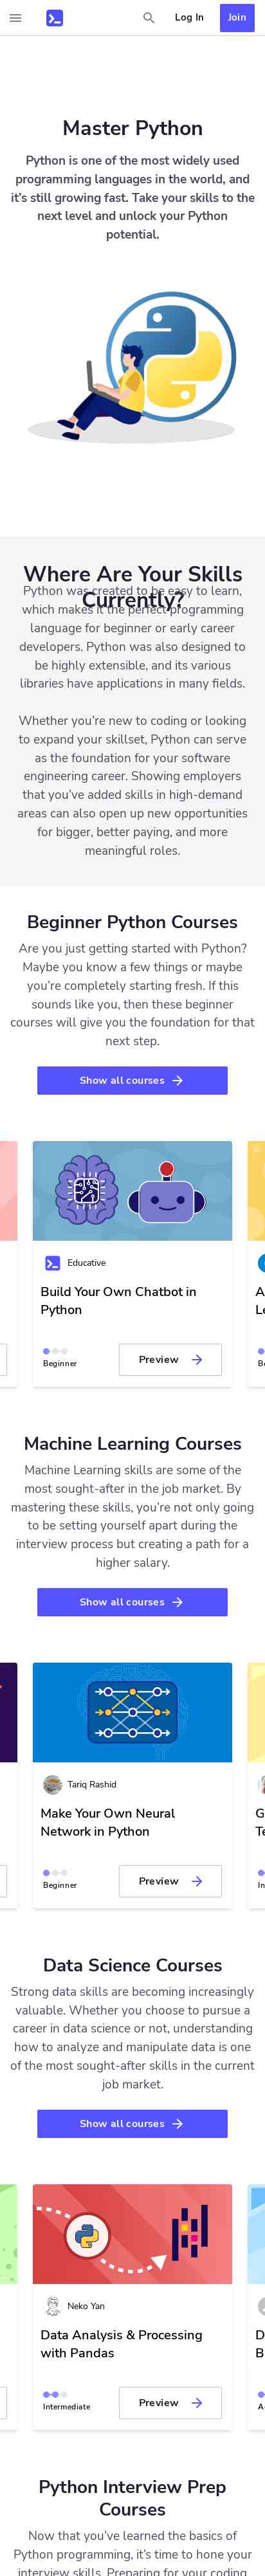 Log In
Join
Master Python
Python is one of the most widely used
programming languages in the world, and
it’s still growing fast. Take your skills to the
next level and unlock your Python
potential.
Where Are Your Skills
Currently?
Python was created to be easy to learn,
which makes it the perfect programming
language for beginner or early career
developers. Python was also designed to
be highly extensible, and its various
libraries have applications in many fields.
Whether you’re new to coding or looking
to expand your skillset, Python can serve
as the foundation for your software
engineering career. Showing employers
that you’ve added skills in high-demand
areas can also open up new opportunities
for bigger, better paying, and more
meaningful roles.
Beginner Python Courses
Are you just getting started with Python?
Maybe you know a few things or maybe
you’re completely starting fresh. If this
sounds like you, then these beginner
courses will give you the foundation for that
next step.
Show all courses
Educative
Build Your Own Chatbot in
Python
Beginner
Preview
Machine Learning Courses
Machine Learning skills are some of the
most sought-after in the job market. By
mastering these skills, you’re not only going
to be setting yourself apart during the
interview process but creating a path for a
higher salary.
Show all courses
Tariq Rashid
Make Your Own Neural
Network in Python
Beginner
Preview
Data Science Courses
Strong data skills are becoming increasingly
valuable. Whether you choose to pursue a
career in data science or not, understanding
how to analyze and manipulate data is one
of the most sought-after skills in the current
job market.
Show all courses
Neko Yan
Data Analysis & Processing
with Pandas
Intermediate
Preview
Python Interview Prep
Courses
Now that you’ve learned the basics of
Python programming, it’s time to hone your
interview skills. Preparing for your coding